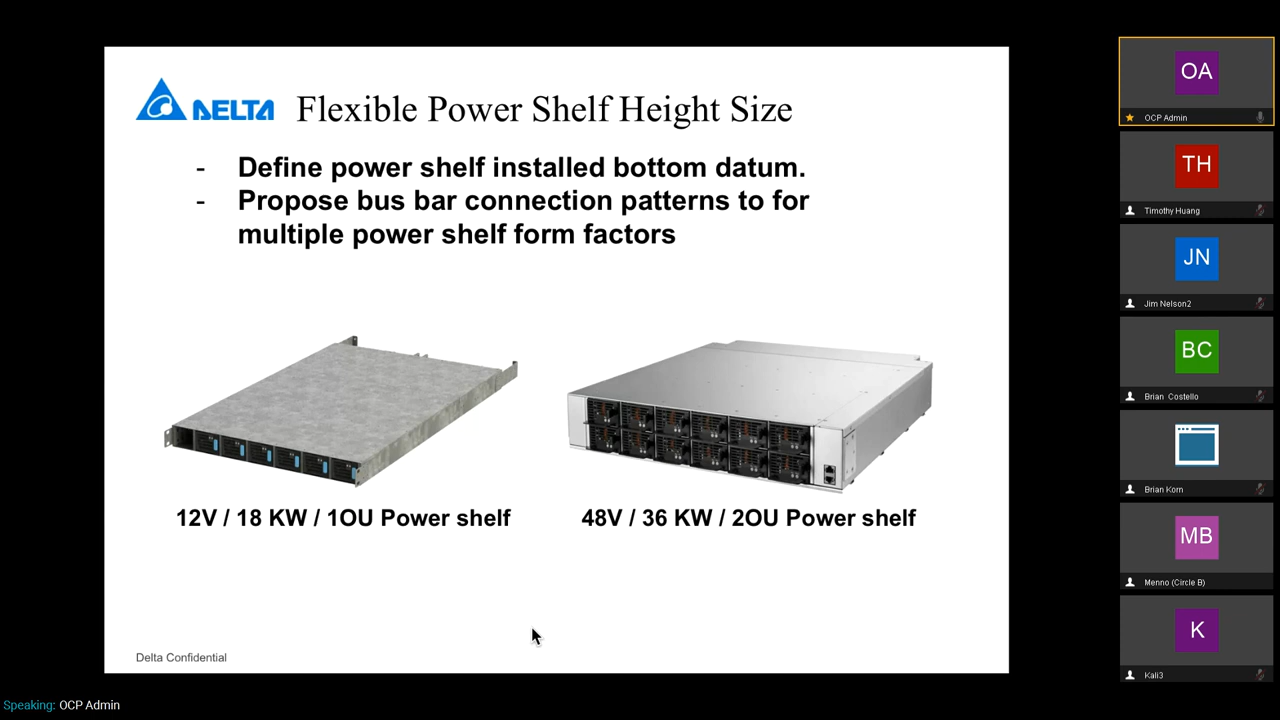 DELTA
Flexible Power Shelf Height Size
- Define power shelf installed bottom datum.
- Propose bus bar connection patterns to for
multiple power shelf form factors
12V / 18 KW / 1OU Power shelf
48V / 36 KW / 2OU Power shelf
Delta Confidential
Speaking: OCP Admin
OA
OCP Admin
TH
Timothy Huang
JN
Jim Nelson2
BC
Brian Costello
Brian Korn
MB
Menno (Circle B)
K
Kali3